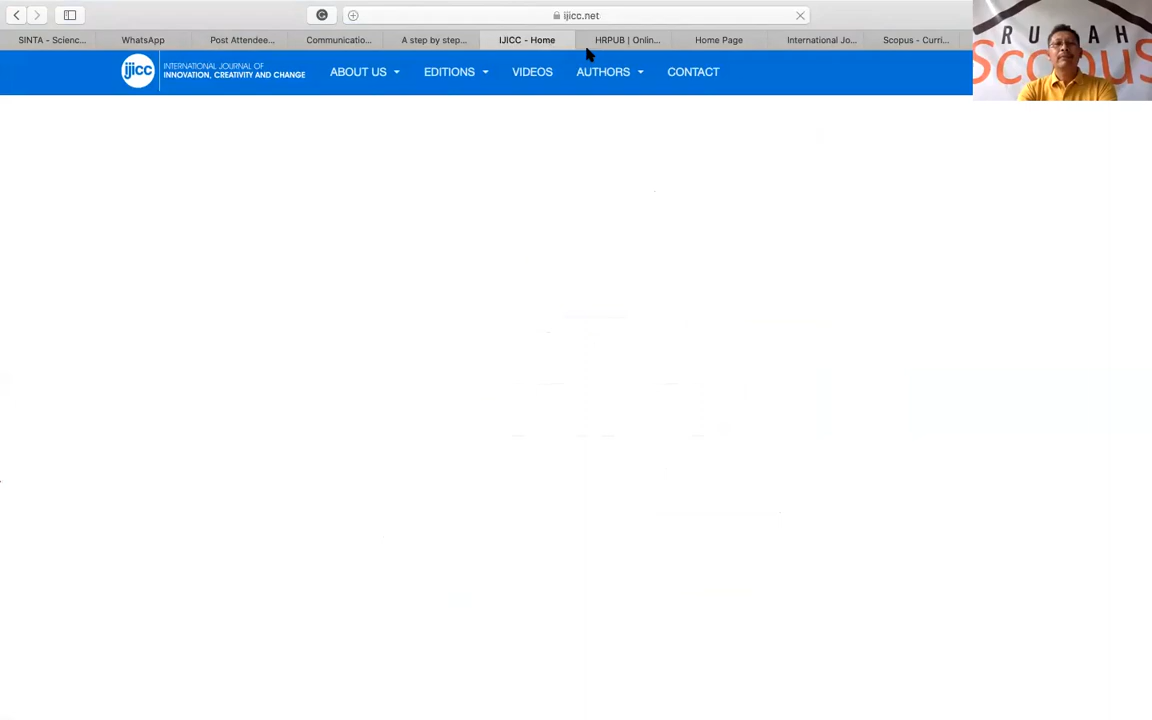 ijicc.net
SINTA - Scienc...
WhatsApp
Post Attendee...
Communicatio...
A step by step...
IJICC - Home
HRPUB | Onlin...
Home Page
International Jo...
Scopus - Curri...
ijicc
INTERNATIONAL JOURNAL OF
INNOVATION, CREATIVITY AND CHANGE
ABOUT US
EDITIONS
VIDEOS
AUTHORS
CONTACT
RUMAH
Scopus